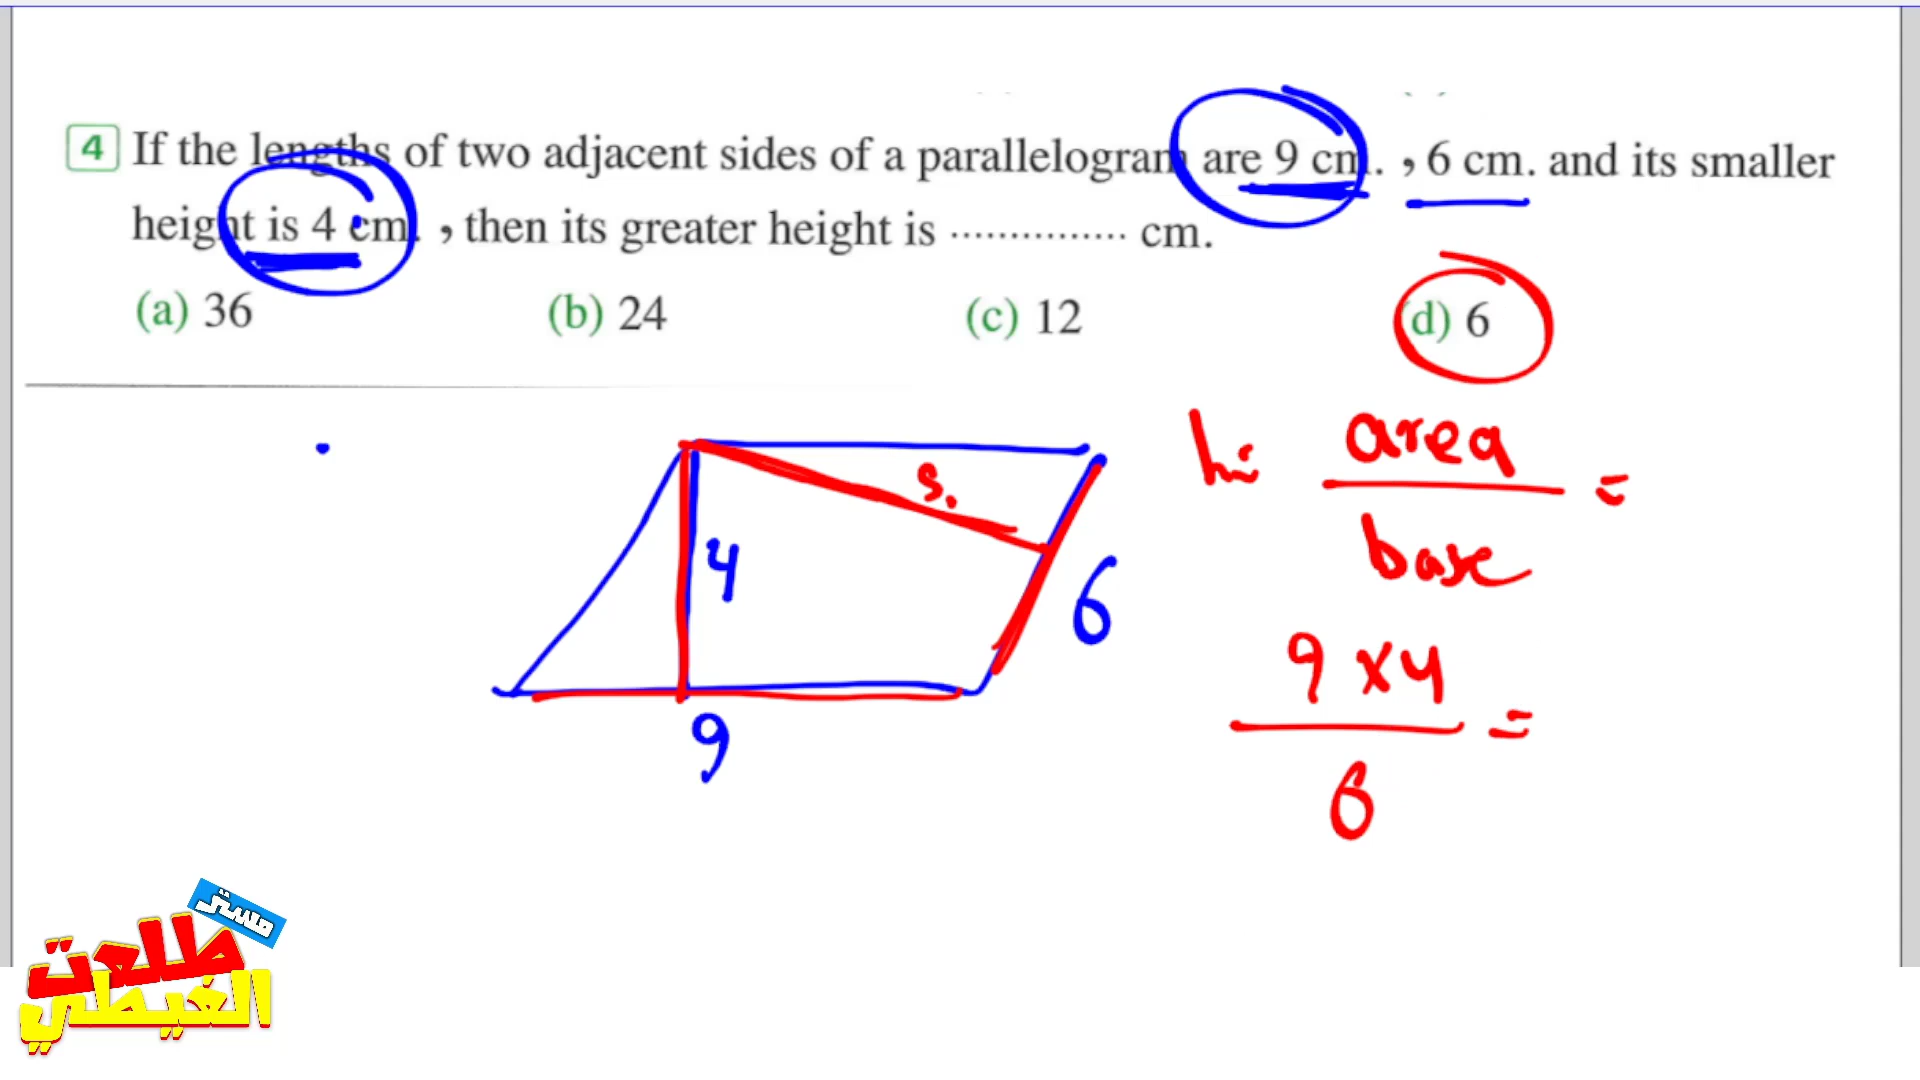 4 If the lengths of two adjacent sides of a parallelogram are 9 cm. , 6 cm. and its smaller
height is 4 cm. , then its greater height is ............... cm.
(a) 36 (b) 24 (c) 12 (d) 6
h= area / base =
s.
4
6
9
9 × 4 / 6 =
مستر
طلعت
الغيطي